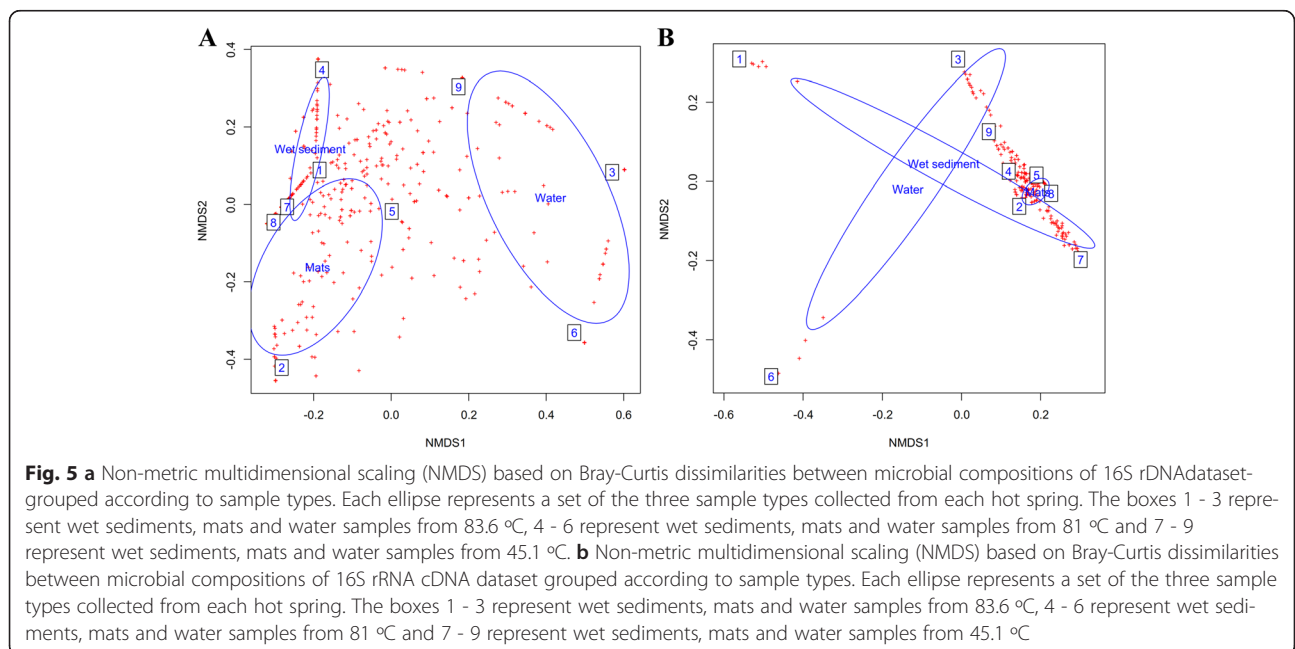 A
0.4
0.2
0.0
-0.2
-0.4
NMDS2
-0.2
0.0
0.2
0.4
0.6
NMDS1
4
9
Wet sediment
1
3
7
8
5
Water
Mats
6
2
B
0.2
0.0
-0.2
-0.4
NMDS2
-0.6
-0.4
-0.2
0.0
0.2
NMDS1
1
3
9
Wet sediment
4
5
Water
Mats
8
2
7
6
Fig. 5 a Non-metric multidimensional scaling (NMDS) based on Bray-Curtis dissimilarities between microbial compositions of 16S rDNAdataset-
grouped according to sample types. Each ellipse represents a set of the three sample types collected from each hot spring. The boxes 1 - 3 repre-
sent wet sediments, mats and water samples from 83.6 ºC, 4 - 6 represent wet sediments, mats and water samples from 81 ºC and 7 - 9
represent wet sediments, mats and water samples from 45.1 ºC. b Non-metric multidimensional scaling (NMDS) based on Bray-Curtis dissimilarities
between microbial compositions of 16S rRNA cDNA dataset grouped according to sample types. Each ellipse represents a set of the three sample
types collected from each hot spring. The boxes 1 - 3 represent wet sediments, mats and water samples from 83.6 ºC, 4 - 6 represent wet sedi-
ments, mats and water samples from 81 ºC and 7 - 9 represent wet sediments, mats and water samples from 45.1 ºC